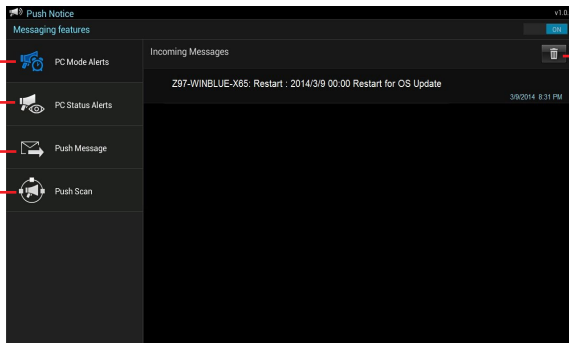 Push Notice
v1.0.
Messaging features
ON
PC Mode Alerts
Incoming Messages
Z97-WINBLUE-X65: Restart : 2014/3/9 00:00 Restart for OS Update
3/9/2014 8:31 PM
PC Status Alerts
Push Message
Push Scan